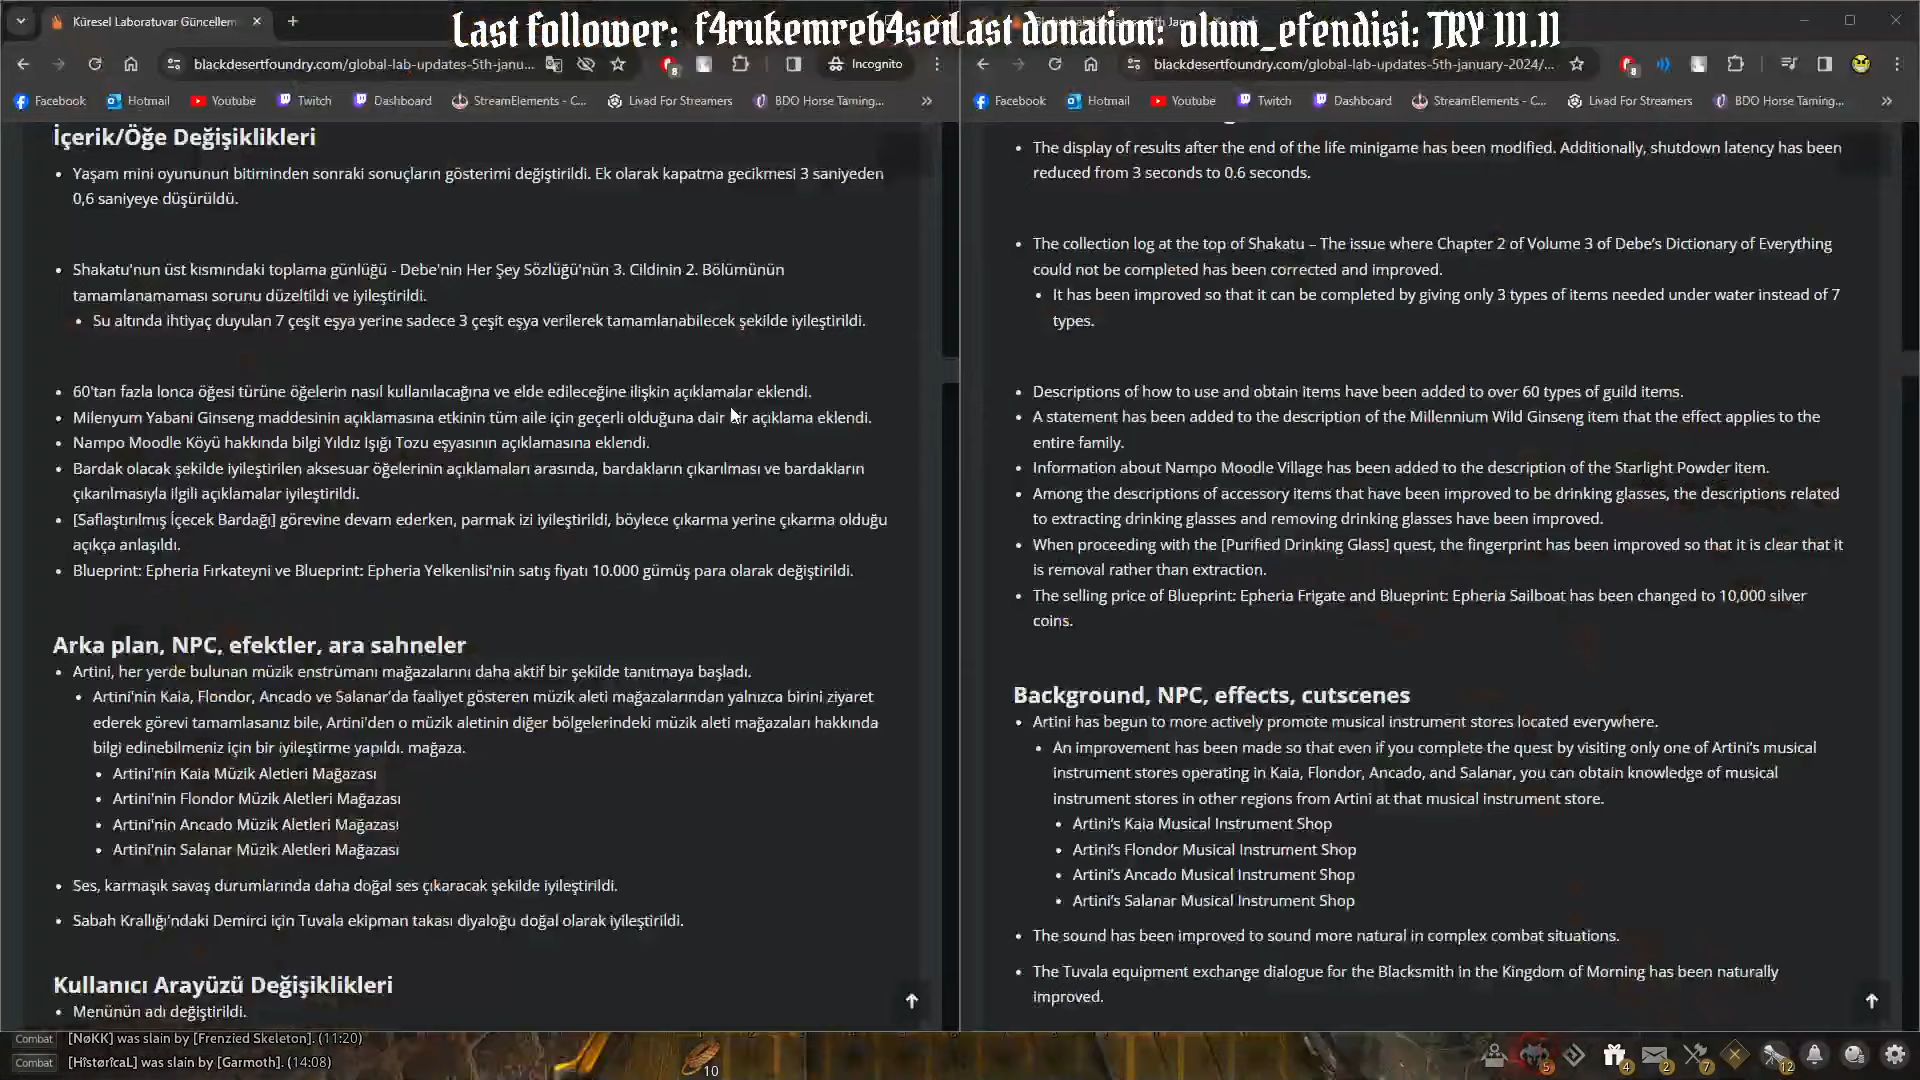 Last follower: f4rukemreb4sen
Last donation: olum_efendisi: TRY 111.11
Küresel Laboratuvar Güncellem
blackdesertfoundry.com/global-lab-updates-5th-janu...
Incognito
Facebook Hotmail Youtube Twitch Dashboard StreamElements - C... Livad For Streamers BDO Horse Taming...
İçerik/Öğe Değişiklikleri
Yaşam mini oyununun bitiminden sonraki sonuçların gösterimi değiştirildi. Ek olarak kapatma gecikmesi 3 saniyeden
0,6 saniyeye düşürüldü.
Shakatu'nun üst kısmındaki toplama günlüğü - Debe'nin Her Şey Sözlüğü'nün 3. Cildinin 2. Bölümünün
tamamlanamaması sorunu düzeltildi ve iyileştirildi.
Su altında ihtiyaç duyulan 7 çeşit eşya yerine sadece 3 çeşit eşya verilerek tamamlanabilecek şekilde iyileştirildi.
60'tan fazla lonca öğesi türüne öğelerin nasıl kullanılacağına ve elde edileceğine ilişkin açıklamalar eklendi.
Milenyum Yabani Ginseng maddesinin açıklamasına etkinin tüm aile için geçerli olduğuna dair bir açıklama eklendi.
Nampo Moodle Köyü hakkında bilgi Yıldız Işığı Tozu eşyasının açıklamasına eklendi.
Bardak olacak şekilde iyileştirilen aksesuar öğelerinin açıklamaları arasında, bardakların çıkarılması ve bardakların
çıkarılmasıyla ilgili açıklamalar iyileştirildi.
[Saflaştırılmış İçecek Bardağı] görevine devam ederken, parmak izi iyileştirildi, böylece çıkarma yerine çıkarma olduğu
açıkça anlaşıldı.
Blueprint: Epheria Fırkateyni ve Blueprint: Epheria Yelkenlisi'nin satış fiyatı 10.000 gümüş para olarak değiştirildi.
Arka plan, NPC, efektler, ara sahneler
Artini, her yerde bulunan müzik enstrümanı mağazalarını daha aktif bir şekilde tanıtmaya başladı.
Artini'nin Kaia, Flondor, Ancado ve Salanar'da faaliyet gösteren müzik aleti mağazalarından yalnızca birini ziyaret
ederek görevi tamamlasanız bile, Artini'den o müzik aletinin diğer bölgelerindeki müzik aleti mağazaları hakkında
bilgi edinebilmeniz için bir iyileştirme yapıldı. mağaza.
Artini'nin Kaia Müzik Aletleri Mağazası
Artini'nin Flondor Müzik Aletleri Mağazası
Artini'nin Ancado Müzik Aletleri Mağazası
Artini'nin Salanar Müzik Aletleri Mağazası
Ses, karmaşık savaş durumlarında daha doğal ses çıkaracak şekilde iyileştirildi.
Sabah Krallığı'ndaki Demirci için Tuvala ekipman takası diyaloğu doğal olarak iyileştirildi.
Kullanıcı Arayüzü Değişiklikleri
Menünün adı değiştirildi.
blackdesertfoundry.com/global-lab-updates-5th-january-2024/...
Facebook Hotmail Youtube Twitch Dashboard StreamElements - C... Livad For Streamers BDO Horse Taming...
The display of results after the end of the life minigame has been modified. Additionally, shutdown latency has been
reduced from 3 seconds to 0.6 seconds.
The collection log at the top of Shakatu – The issue where Chapter 2 of Volume 3 of Debe's Dictionary of Everything
could not be completed has been corrected and improved.
It has been improved so that it can be completed by giving only 3 types of items needed under water instead of 7
types.
Descriptions of how to use and obtain items have been added to over 60 types of guild items.
A statement has been added to the description of the Millennium Wild Ginseng item that the effect applies to the
entire family.
Information about Nampo Moodle Village has been added to the description of the Starlight Powder item.
Among the descriptions of accessory items that have been improved to be drinking glasses, the descriptions related
to extracting drinking glasses and removing drinking glasses have been improved.
When proceeding with the [Purified Drinking Glass] quest, the fingerprint has been improved so that it is clear that it
is removal rather than extraction.
The selling price of Blueprint: Epheria Frigate and Blueprint: Epheria Sailboat has been changed to 10,000 silver
coins.
Background, NPC, effects, cutscenes
Artini has begun to more actively promote musical instrument stores located everywhere.
An improvement has been made so that even if you complete the quest by visiting only one of Artini's musical
instrument stores operating in Kaia, Flondor, Ancado, and Salanar, you can obtain knowledge of musical
instrument stores in other regions from Artini at that musical instrument store.
Artini's Kaia Musical Instrument Shop
Artini's Flondor Musical Instrument Shop
Artini's Ancado Musical Instrument Shop
Artini's Salanar Musical Instrument Shop
The sound has been improved to sound more natural in complex combat situations.
The Tuvala equipment exchange dialogue for the Blacksmith in the Kingdom of Morning has been naturally
improved.
Combat [NøKK] was slain by [Frenzied Skeleton]. (11:20)
Combat [HîstørîcaL] was slain by [Garmoth]. (14:08)
10
5 4 2 7 12